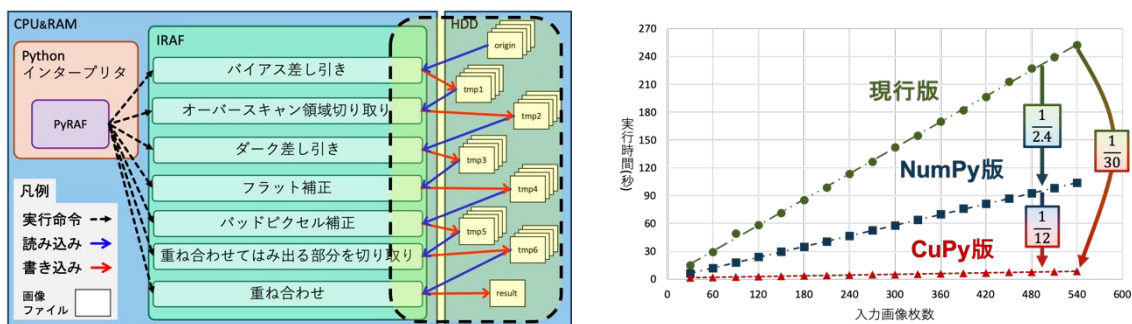 CPU&RAM
HDD
Python
インタープリタ
PyRAF
IRAF
バイアス差し引き
オーバースキャン領域切り取り
ダーク差し引き
フラット補正
バッドピクセル補正
重ね合わせてはみ出る部分を切り取り
重ね合わせ
origin
tmp1
tmp2
tmp3
tmp4
tmp5
tmp6
result
凡例
実行命令
読み込み
書き込み
画像
ファイル
270
240
210
180
150
120
90
60
30
0
実行時間(秒)
0 60 120 180 240 300 360 420 480 540 600
入力画像枚数
現行版
NumPy版
CuPy版
1
2.4
1
12
1
30